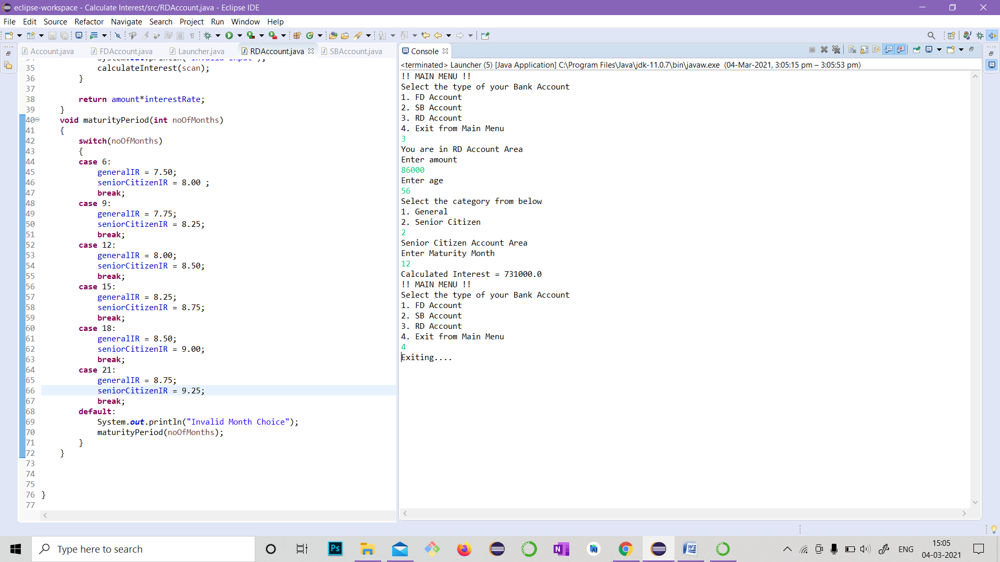 eclipse-workspace - Calculate Interest/src/RDAccount.java - Eclipse IDE
File Edit Source Refactor Navigate Search Project Run Window Help
Account.java FDAccount.java Launcher.java RDAccount.java SBAccount.java
34 System.out.println("Invalid Input");
35 calculateInterest(scan);
36 }
37
38 return amount*interestRate;
39 }
40 void maturityPeriod(int noOfMonths)
41 {
42 switch(noOfMonths)
43 {
44 case 6:
45 generalIR = 7.50;
46 seniorCitizenIR = 8.00 ;
47 break;
48 case 9:
49 generalIR = 7.75;
50 seniorCitizenIR = 8.25;
51 break;
52 case 12:
53 generalIR = 8.00;
54 seniorCitizenIR = 8.50;
55 break;
56 case 15:
57 generalIR = 8.25;
58 seniorCitizenIR = 8.75;
59 break;
60 case 18:
61 generalIR = 8.50;
62 seniorCitizenIR = 9.00;
63 break;
64 case 21:
65 generalIR = 8.75;
66 seniorCitizenIR = 9.25;
67 break;
68 default:
69 System.out.println("Invalid Month Choice");
70 maturityPeriod(noOfMonths);
71 }
72 }
73
74
75
76 }
77
Console
<terminated> Launcher (5) [Java Application] C:\Program Files\Java\jdk-11.0.7\bin\javaw.exe (04-Mar-2021, 3:05:15 pm – 3:05:53 pm)
!! MAIN MENU !!
Select the type of your Bank Account
1. FD Account
2. SB Account
3. RD Account
4. Exit from Main Menu
3
You are in RD Account Area
Enter amount
86000
Enter age
56
Select the category from below
1. General
2. Senior Citizen
2
Senior Citizen Account Area
Enter Maturity Month
12
Calculated Interest = 731000.0
!! MAIN MENU !!
Select the type of your Bank Account
1. FD Account
2. SB Account
3. RD Account
4. Exit from Main Menu
4
Exiting....
Type here to search
Ps
N
W
ENG
15:05
04-03-2021